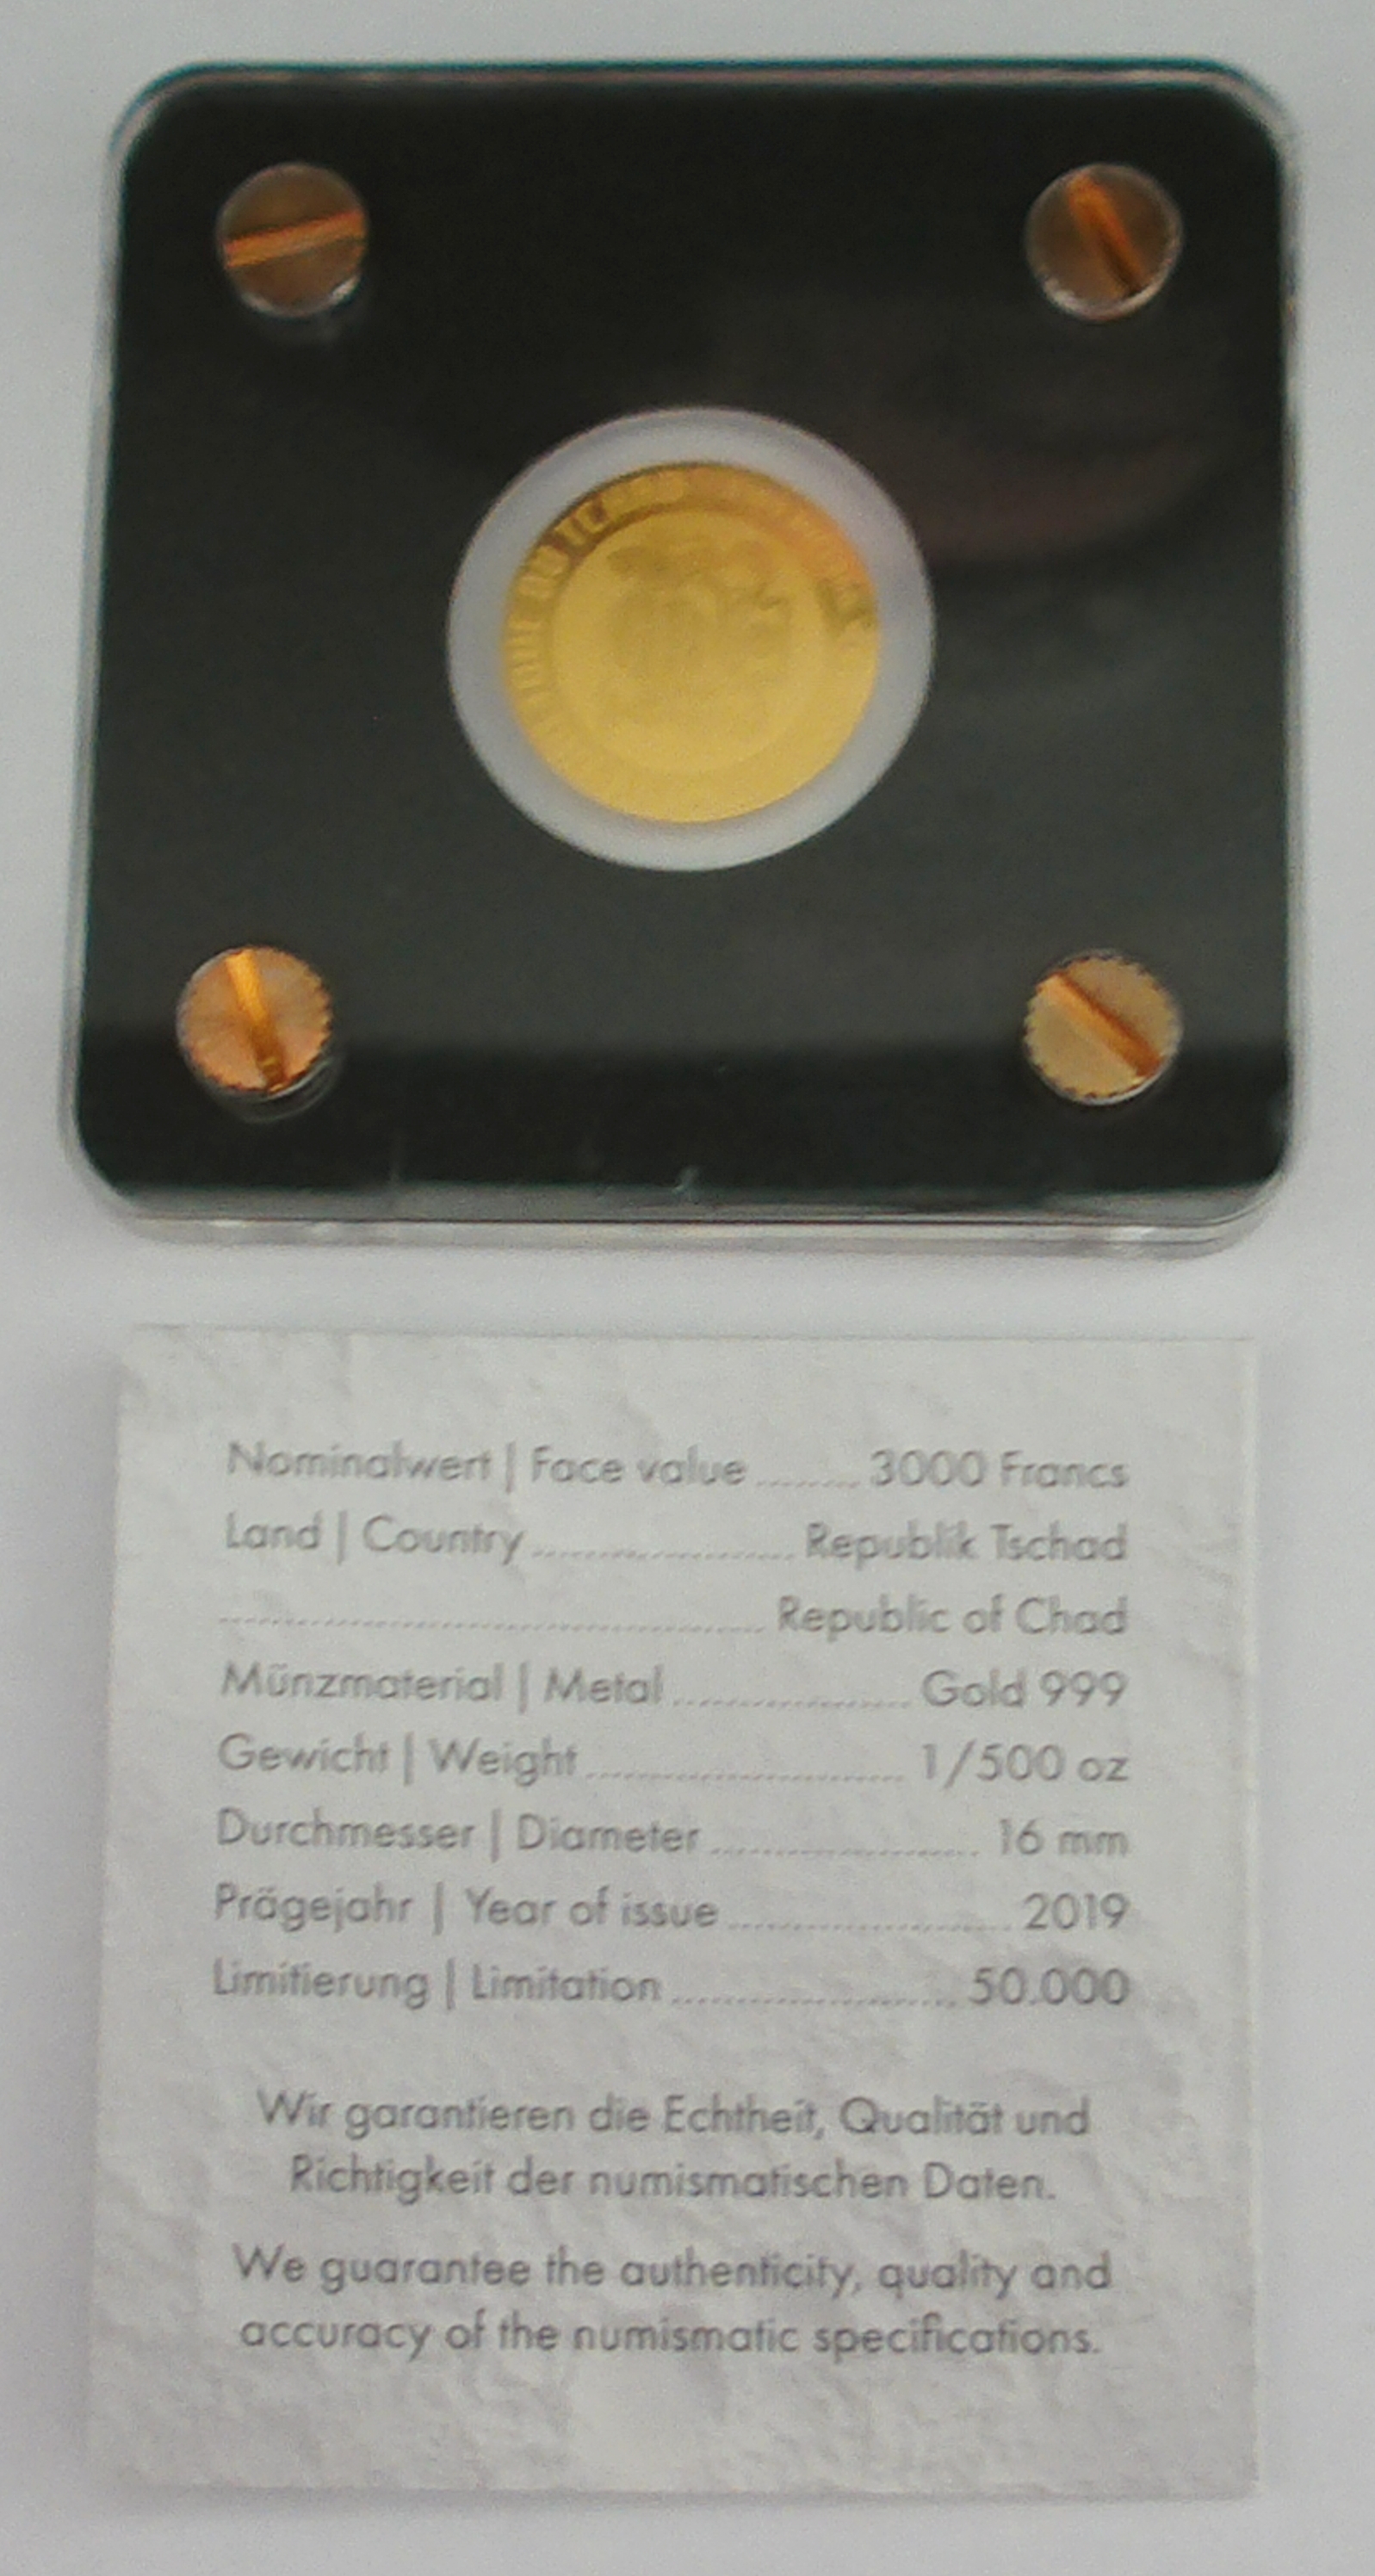 DU
Nominalwert | Face value ........ 3000 Francs
Land | Country .................... Republik Tschad
.......................................... Republic of Chad
Münzmaterial | Metal .................. Gold 999
Gewicht | Weight ......................... 1/500 oz
Durchmesser | Diameter ..................... 16 mm
Prägejahr | Year of issue ...................... 2019
Limitierung | Limitation ...................... 50.000
Wir garantieren die Echtheit, Qualität und
Richtigkeit der numismatischen Daten.
We guarantee the authenticity, quality and
accuracy of the numismatic specifications.